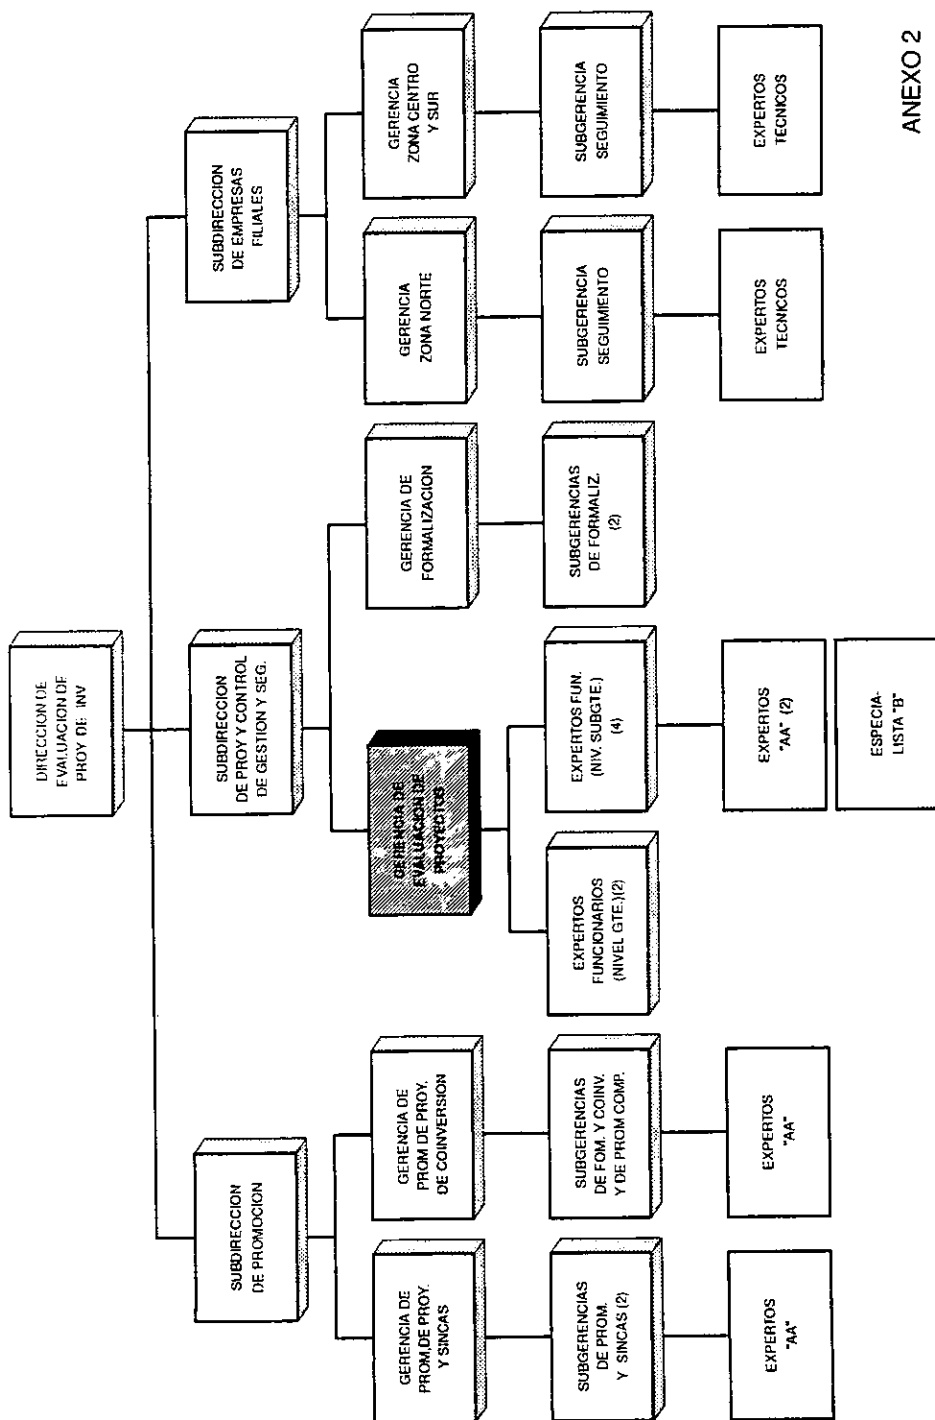 DIRECCION DE
EVALUACION DE
PROY DE INV
SUBDIRECCION
DE PROMOCION
SUBDIRECCION
DE PROY Y CONTROL
DE GESTION Y SEG.
SUBDIRECCION
DE EMPRESAS
FILIALES
GERENCIA DE
PROM.DE PROY.
Y SINCAS
GERENCIA DE
PROM DE PROY.
DE COINVERSION
GERENCIA DE
EVALUACION DE
PROYECTOS
GERENCIA DE
FORMALIZACION
GERENCIA
ZONA NORTE
GERENCIA
ZONA CENTRO
Y SUR
SUBGERENCIAS
DE PROM.
Y SINCAS (2)
SUBGERENCIAS
DE FOM. Y COINV.
Y DE PROM COMP.
EXPERTOS
FUNCIONARIOS
(NIVEL GTE.)(2)
EXPERTOS FUN.
(NIV. SUBGTE.)
(4)
SUBGERENCIAS
DE FORMALIZ.
(2)
SUBGERENCIA
SEGUIMIENTO
SUBGERENCIA
SEGUIMIENTO
EXPERTOS
"AA"
EXPERTOS
"AA"
EXPERTOS
"AA" (2)
ESPECIA-
LISTA "B"
EXPERTOS
TECNICOS
EXPERTOS
TECNICOS
ANEXO 2